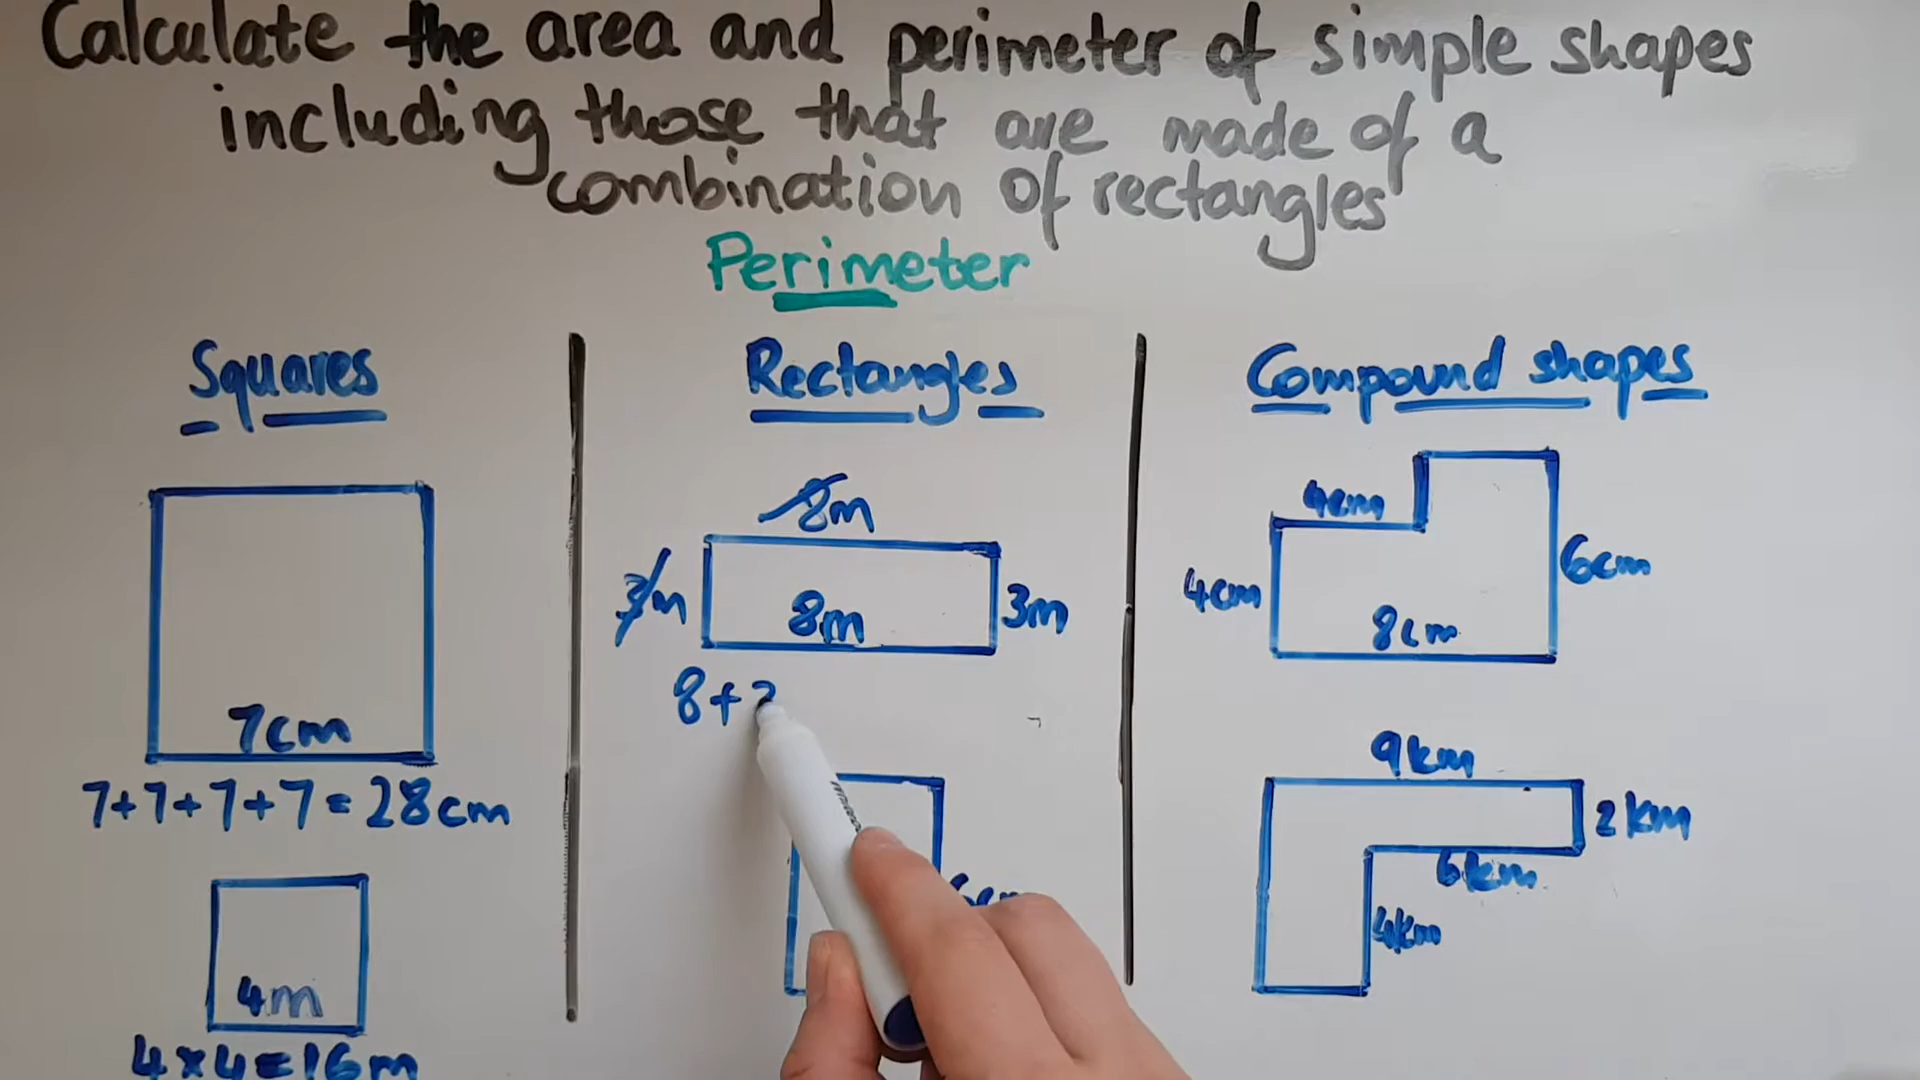 Calculate the area and perimeter of simple shapes
including those that are made of a
combination of rectangles
Perimeter
Squares
7cm
7+7+7+7=28cm
4m
4×4=16m
Rectangles
8m
3m
8m
3m
8+3
Compound shapes
4cm
4cm
6cm
8cm
9km
2km
6km
4km